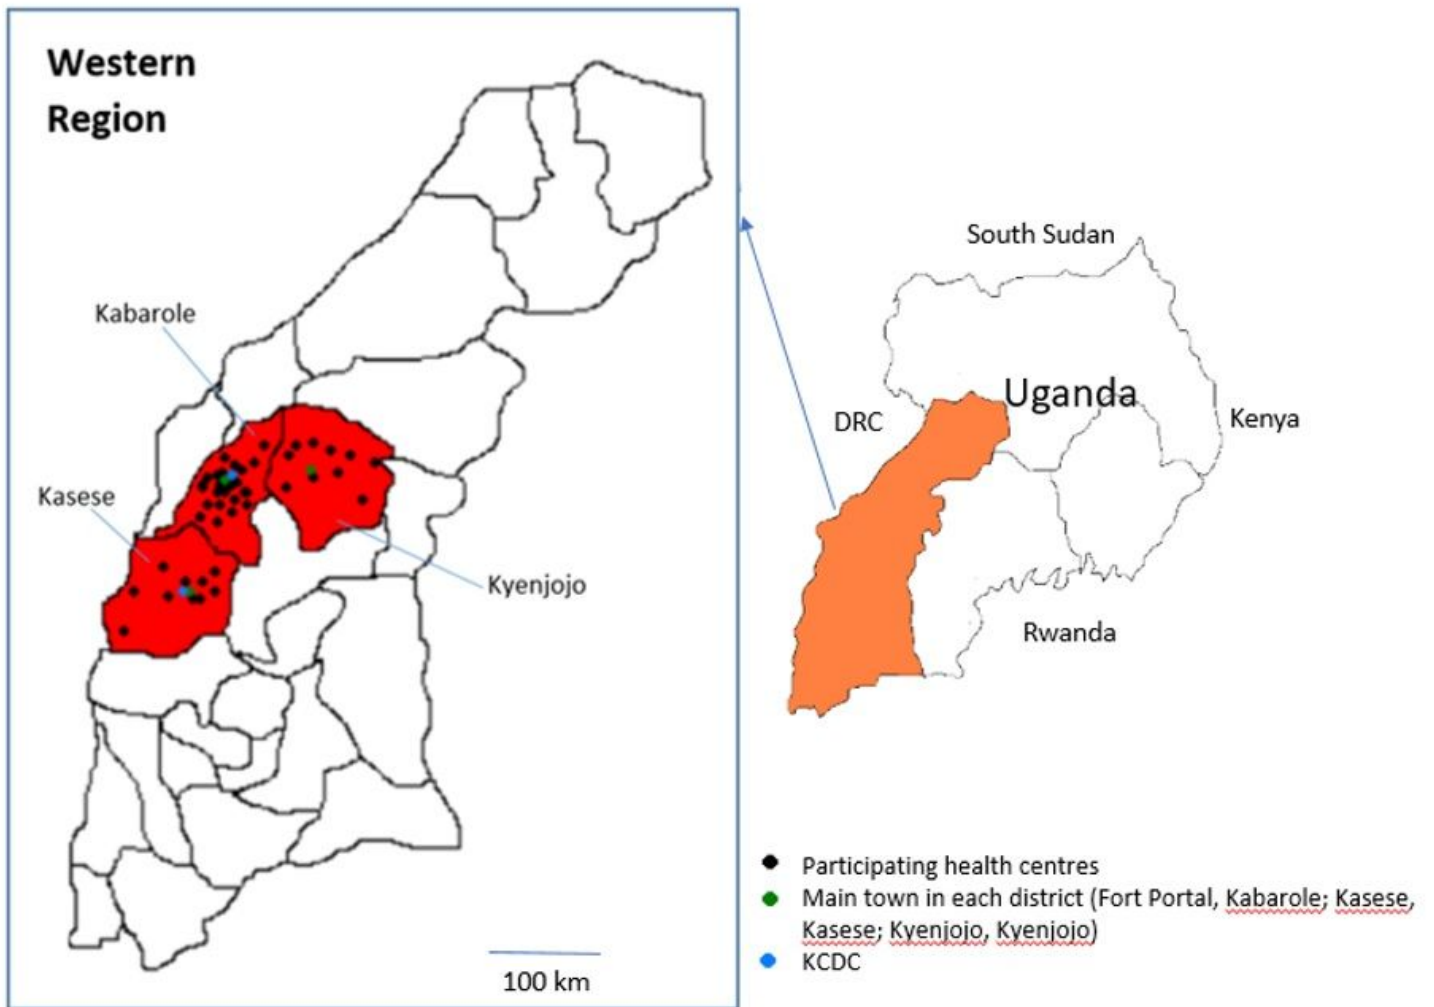 Western
Region
Kabarole
Kasese
Kyenjojo
100 km
South Sudan
Uganda
DRC
Kenya
Rwanda
Participating health centres
Main town in each district (Fort Portal, Kabarole; Kasese,
Kasese; Kyenjojo, Kyenjojo)
KCDC